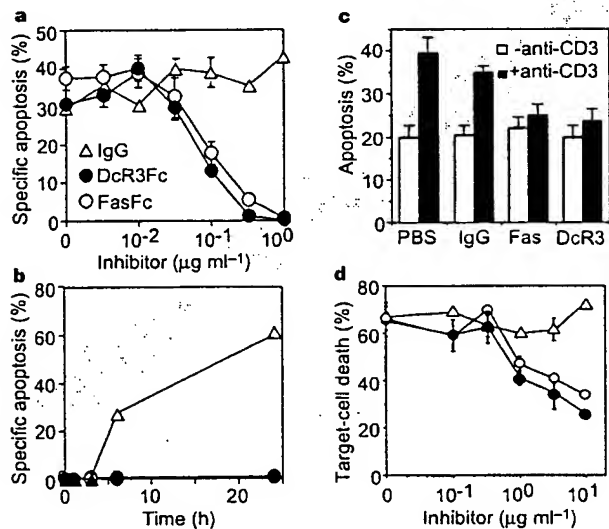 a
Specific apoptosis (%)
50
40
30
20
10
0
IgG
DcR3Fc
FasFc
0 10-2 10-1 10⁰
Inhibitor (µg ml⁻¹)
b
Specific apoptosis (%)
80
60
40
20
0
0 10 20
Time (h)
c
Apoptosis (%)
40
30
20
10
0
-anti-CD3
+anti-CD3
PBS IgG Fas DcR3
d
Target-cell death (%)
80
60
40
20
0
0 10-1 10⁰ 10¹
Inhibitor (µg ml⁻¹)